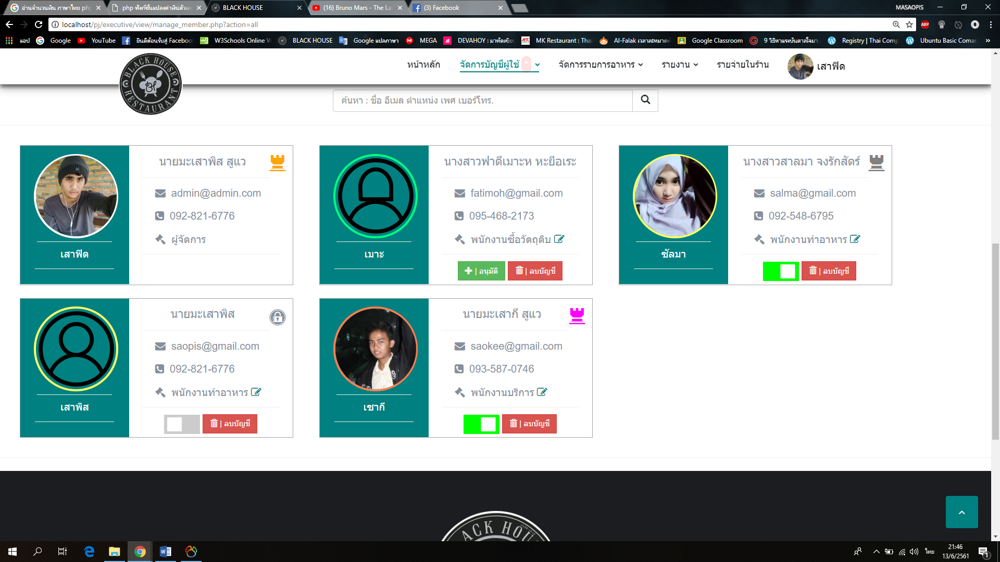 อ่านจำนวนเงิน ภาษาไทย php
php ฟังก์ชั่นแปลงค่าเงินตัวเลข
BLACK HOUSE
(16) Bruno Mars - The Laz
(3) Facebook
MASAOPIS
localhost/pj/executive/view/manage_member.php?action=all
ABP
แอป
Google
YouTube
ยินดีต้อนรับสู่ Facebook
W3Schools Online W
BLACK HOUSE
Google แปลภาษา
MEGA
DEVAHOY : มาหัดเขีย
MK Restaurant : Thai
Al-Falak เวลาละหมาด
Google Classroom
9 วิธีหาแรงบันดาลใจมา
Registry | Thai Comp
Ubuntu Basic Coman
BLACK HOUSE
RESTAURANT
หน้าหลัก
จัดการบัญชีผู้ใช้
จัดการรายการอาหาร
รายงาน
รายจ่ายในร้าน
เสาฟิด
ค้นหา : ชื่อ อีเมล ตำแหน่ง เพศ เบอร์โทร.
นายมะเสาพิส สูแว
admin@admin.com
092-821-6776
ผู้จัดการ
เสาฟิด
นางสาวฟาตีเมาะห หะยีอเระ
fatimoh@gmail.com
095-468-2173
พนักงานซื้อวัตถุดิบ
เมาะ
| อนุมัติ
| ลบบัญชี
นางสาวสาลมา จงรักสัตร์
salma@gmail.com
092-548-6795
พนักงานทำอาหาร
ซัลมา
| ลบบัญชี
นายมะเสาพิส
saopis@gmail.com
092-821-6776
พนักงานทำอาหาร
เสาพิส
| ลบบัญชี
นายมะเสากี สูแว
saokee@gmail.com
093-587-0746
พนักงานบริการ
เซากี
| ลบบัญชี
BLACK HOU
ไทย
21:46
13/6/2561
1